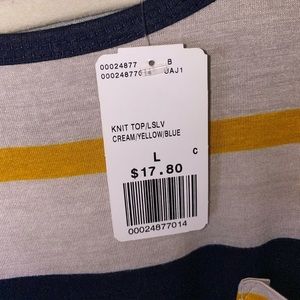 00024877 B
00024877014 UAJ1
KNIT TOP/LSLV
CREAM/YELLOW/BLUE
L C
$17.80
00024877014